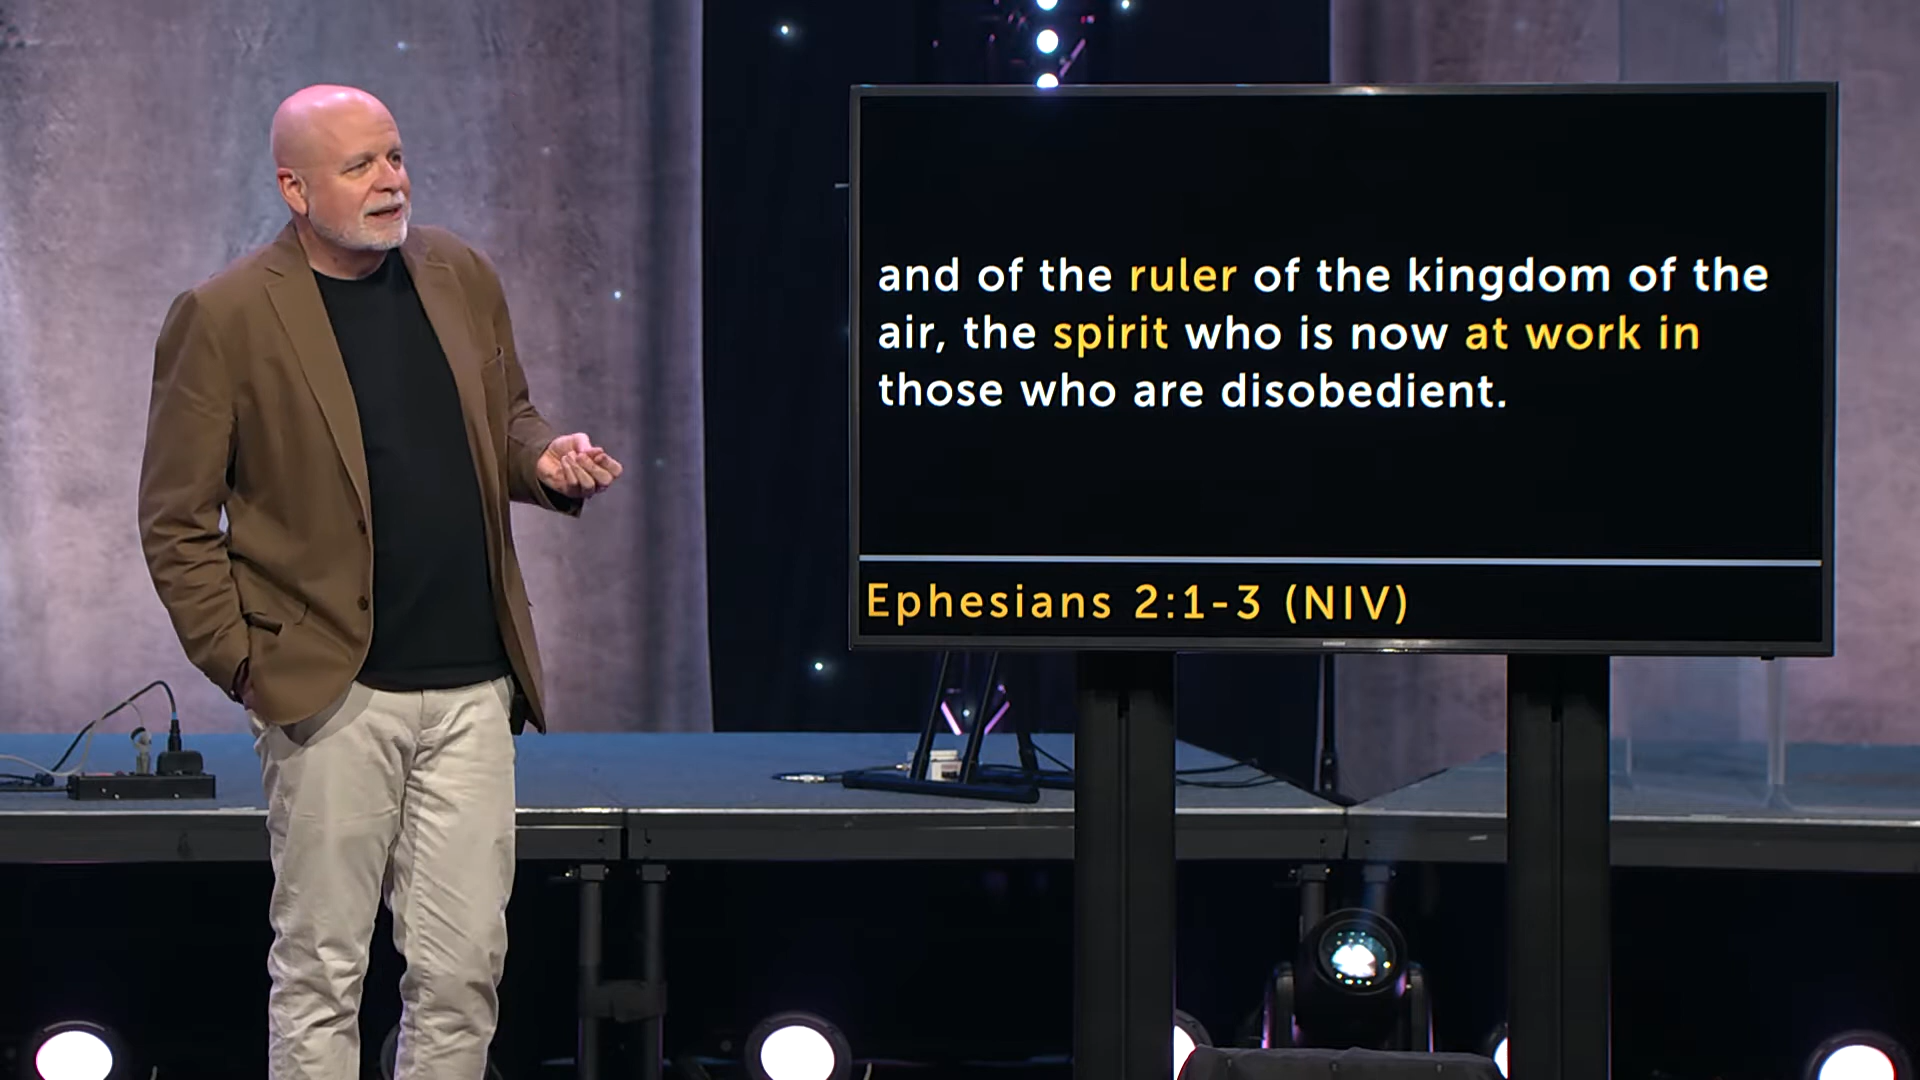 and of the ruler of the kingdom of the
air, the spirit who is now at work in
those who are disobedient.
Ephesians 2:1-3 (NIV)